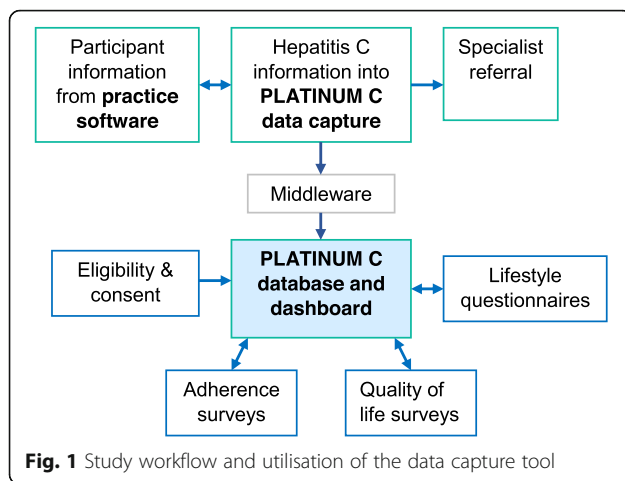 Participant
information
from practice
software
Hepatitis C
information into
PLATINUM C
data capture
Specialist
referral
Middleware
Eligibility &
consent
PLATINUM C
database and
dashboard
Lifestyle
questionnaires
Adherence
surveys
Quality of
life surveys
Fig. 1 Study workflow and utilisation of the data capture tool